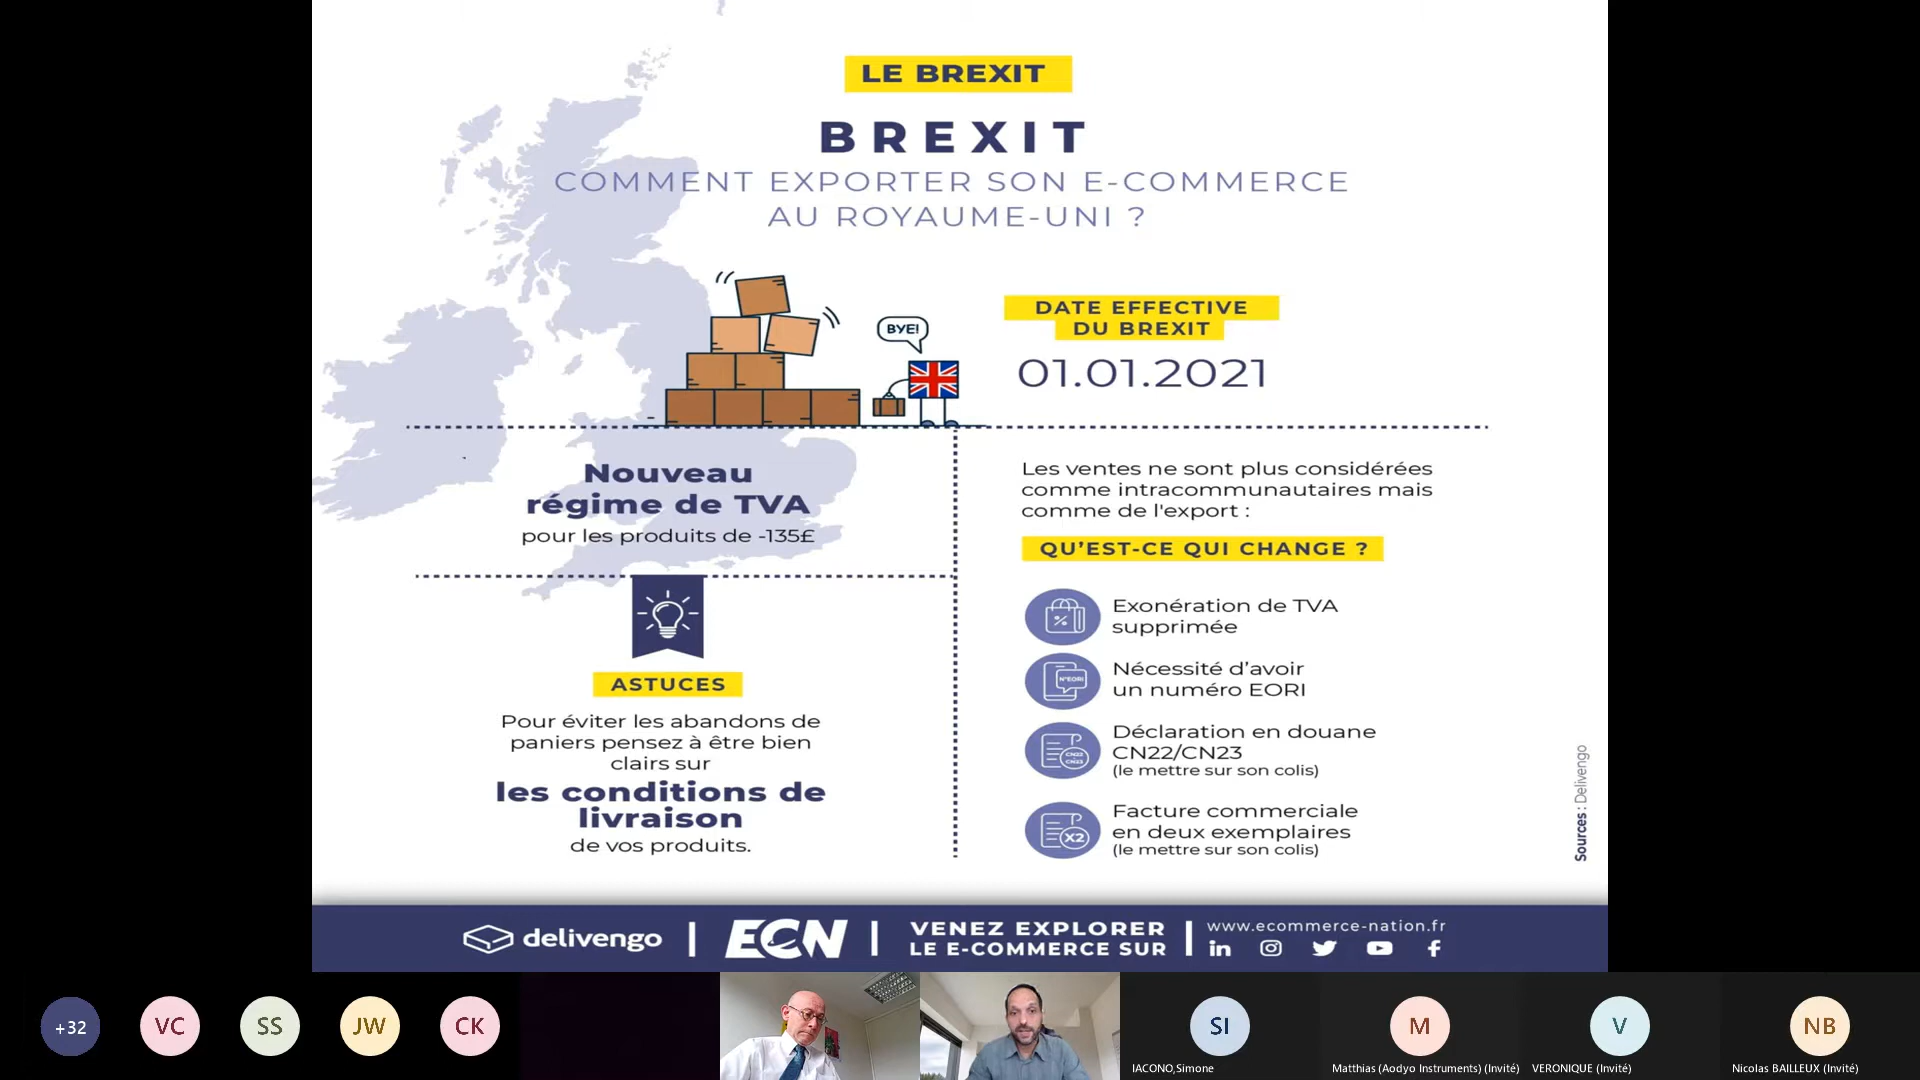 LE BREXIT
BREXIT
COMMENT EXPORTER SON E-COMMERCE
AU ROYAUME-UNI ?
BYE!
DATE EFFECTIVE
DU BREXIT
01.01.2021
Nouveau
régime de TVA
pour les produits de -135£
ASTUCES
Pour éviter les abandons de
paniers pensez à être bien
clairs sur
les conditions de
livraison
de vos produits.
Les ventes ne sont plus considérées
comme intracommunautaires mais
comme de l'export :
QU’EST-CE QUI CHANGE ?
%
Exonération de TVA
supprimée
N°EORI
Nécessité d’avoir
un numéro EORI
CN22
CN23
Déclaration en douane
CN22/CN23
(le mettre sur son colis)
X2
Facture commerciale
en deux exemplaires
(le mettre sur son colis)
Sources : Delivengo
delivengo
ECN
VENEZ EXPLORER
LE E-COMMERCE SUR
www.ecommerce-nation.fr
+32
VC
SS
JW
CK
SI
IACONO,Simone
M
Matthias (Aodyo Instruments) (Invité)
V
VERONIQUE (Invité)
NB
Nicolas BAILLEUX (Invité)